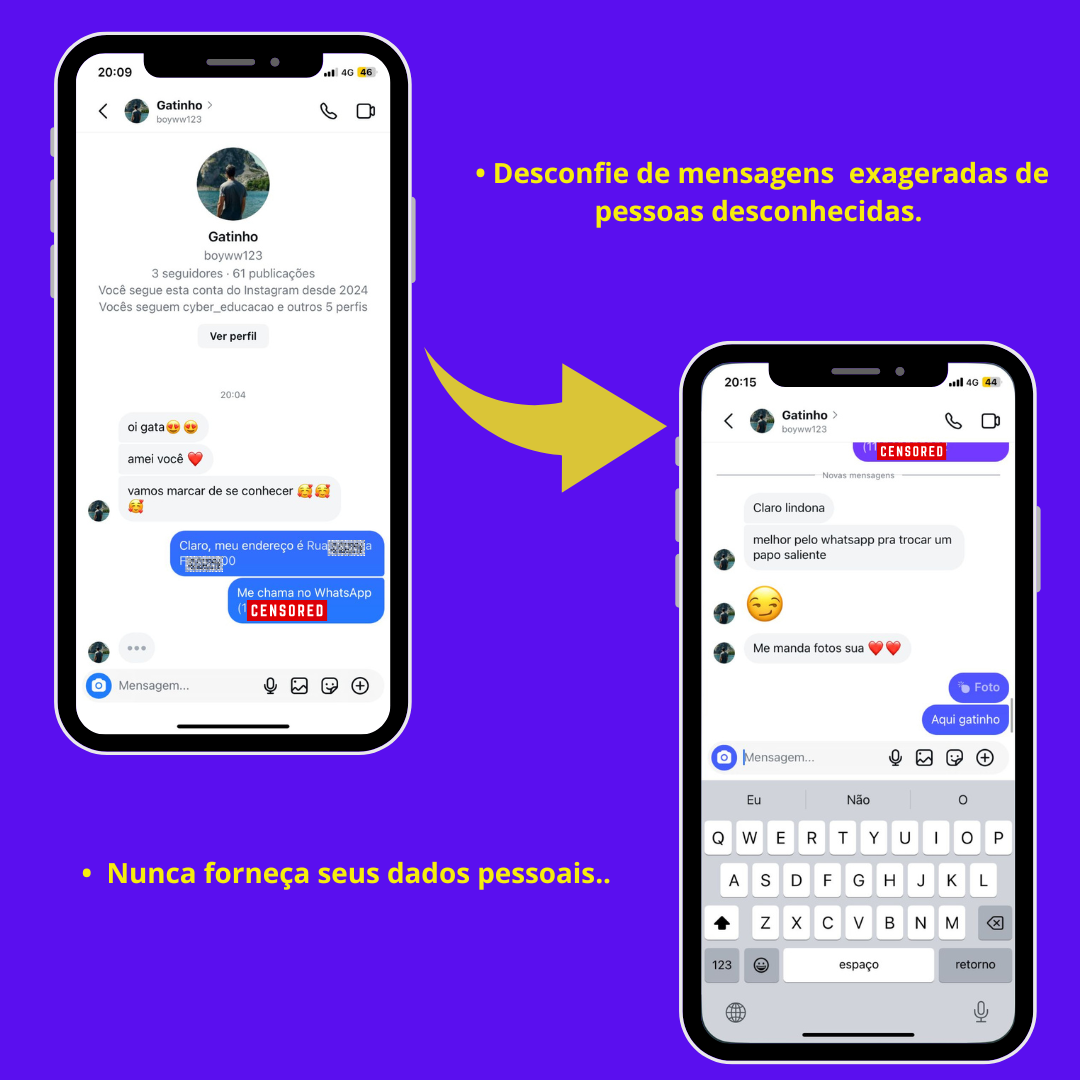 20:09
4G 46
Gatinho
boyww123
Gatinho
boyww123
3 seguidores · 61 publicações
Você segue esta conta do Instagram desde 2024
Vocês seguem cyber_educacao e outros 5 perfis
Ver perfil
20:04
oi gata😍😍
amei você ❤️
vamos marcar de se conhecer 🥰🥰
🥰
Claro, meu endereço é Rua
Me chama no WhatsApp
CENSORED
Mensagem...
• Desconfie de mensagens exageradas de
pessoas desconhecidas.
20:15
4G 44
Gatinho
boyww123
CENSORED
Novas mensagens
Claro lindona
melhor pelo whatsapp pra trocar um
papo saliente
😏
Me manda fotos sua ❤️❤️
Foto
Aqui gatinho
Mensagem...
Eu Não O
Q W E R T Y U I O P
A S D F G H J K L
Z X C V B N M
123 espaço retorno
• Nunca forneça seus dados pessoais..